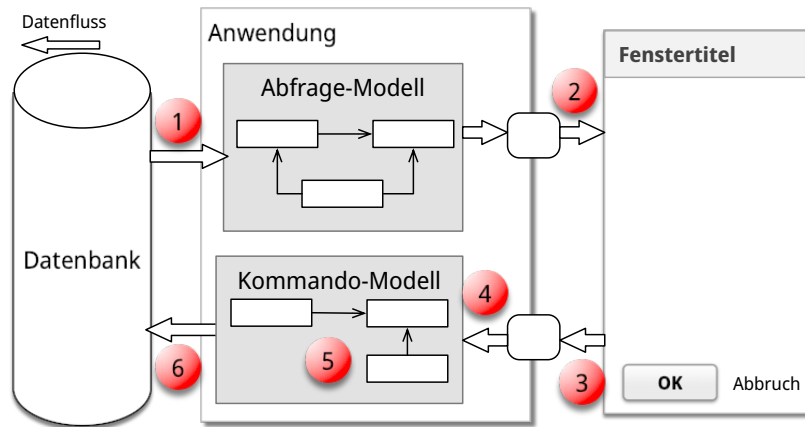 Datenfluss
Anwendung
Fenstertitel
Abfrage-Modell
1
2
Datenbank
Kommando-Modell
4
5
6
3
OK
Abbruch